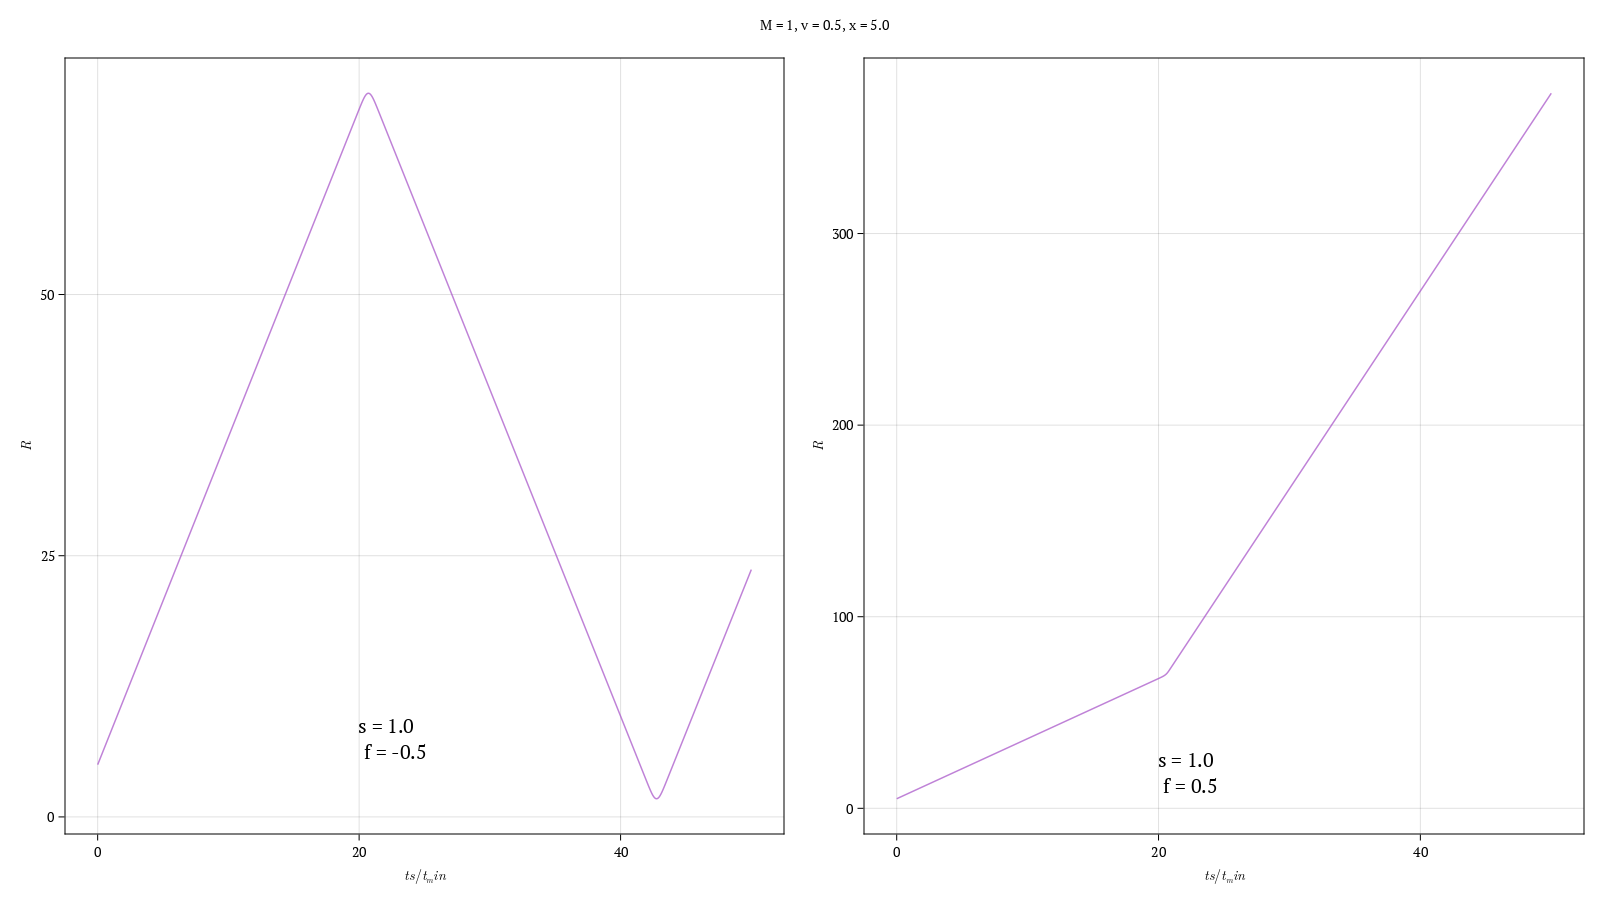 M = 1, v = 0.5, x = 5.0
50
25
0
R
s = 1.0
f = -0.5
0 20 40
ts/t_min
300
200
100
0
R
s = 1.0
f = 0.5
0 20 40
ts/t_min